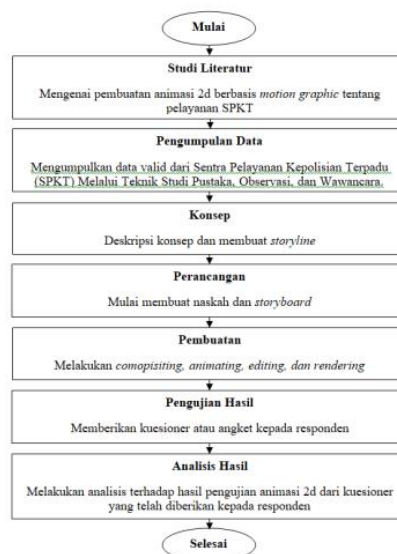 Mulai
Studi Literatur
Mengenai pembuatan animasi 2d berbasis motion graphic tentang
pelayanan SPKT
Pengumpulan Data
Mengumpulkan data valid dari Sentra Pelayanan Kepolisian Terpadu
(SPKT) Melalui Teknik Studi Pustaka, Observasi, dan Wawancara.
Konsep
Deskripsi konsep dan membuat storyline
Perancangan
Mulai membuat naskah dan storyboard
Pembuatan
Melakukan comopisiting, animating, editing, dan rendering
Pengujian Hasil
Memberikan kuesioner atau angket kepada responden
Analisis Hasil
Melakukan analisis terhadap hasil pengujian animasi 2d dari kuesioner
yang telah diberikan kepada responden
Selesai